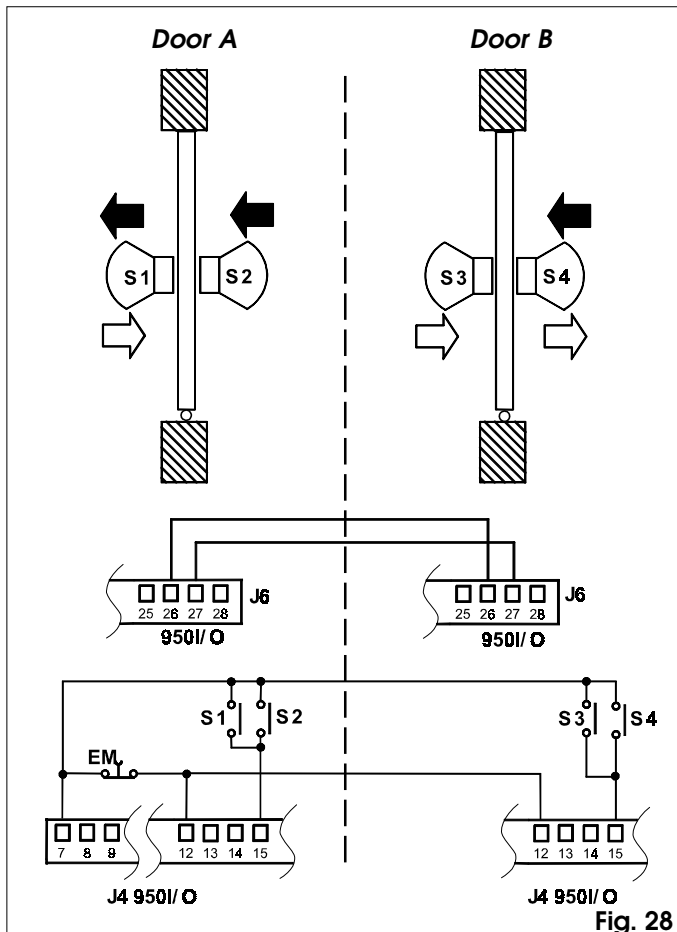 Door A Door B
S1 S2 S3 S4
J6 J6
25 26 27 28 25 26 27 28
950I/O 950I/O
S1 S2 S3 S4
EM
7 8 9 12 13 14 15 12 13 14 15
J4 950I/O J4 950I/O
Fig. 28